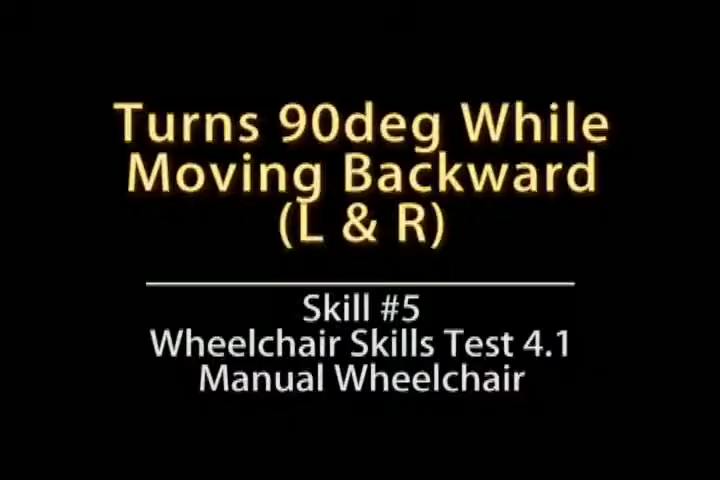 Turns 90deg While
Moving Backward
(L & R)
Skill #5
Wheelchair Skills Test 4.1
Manual Wheelchair